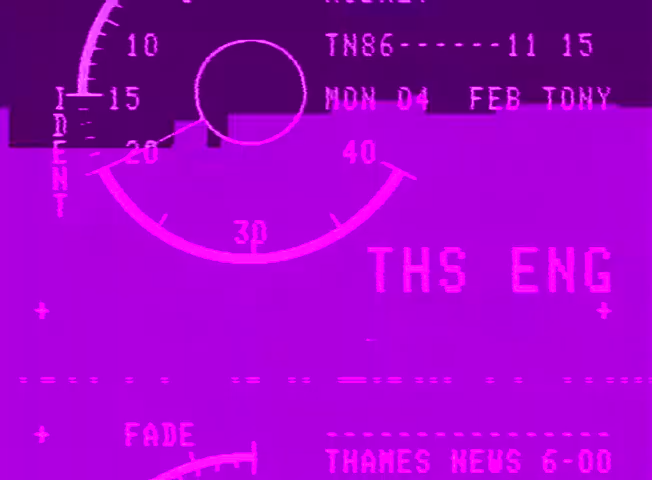 10
TN86------11 15
15
MON 04 FEB TONY
IDENT
20
40
30
THS ENG
+ +
+
FADE
------------------
THAMES NEWS 6-00